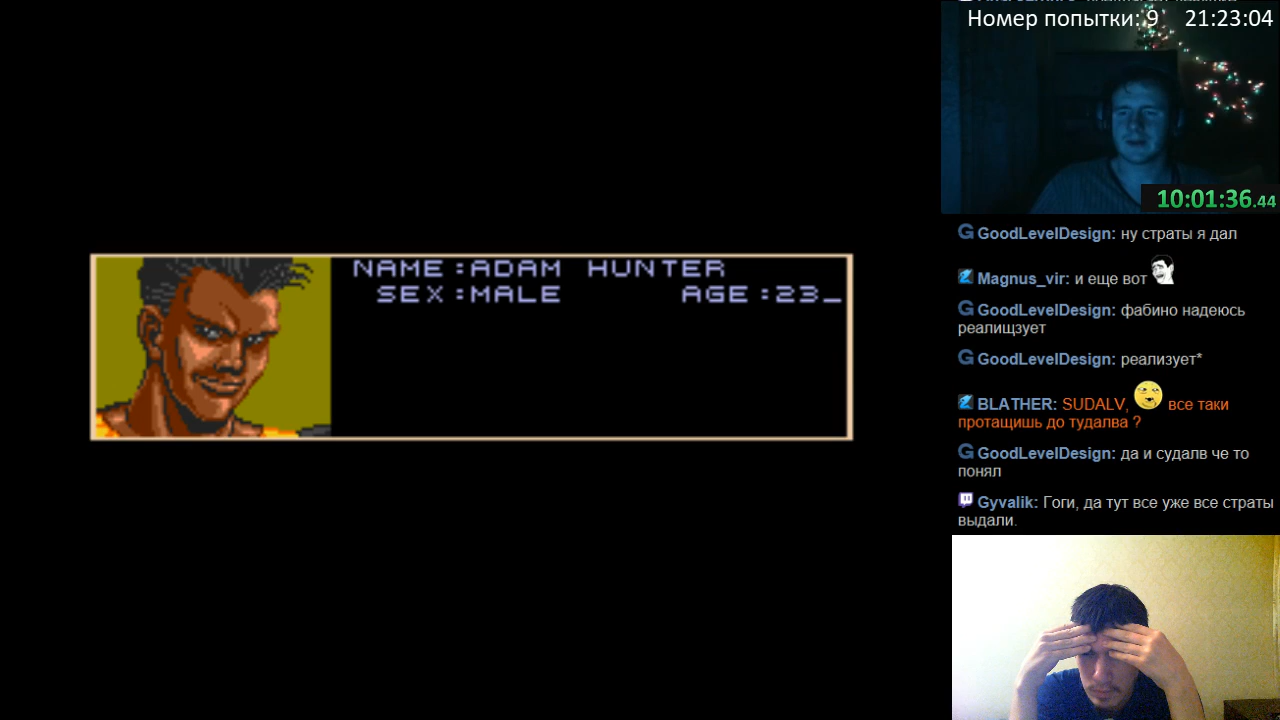 NAME:ADAM HUNTER
SEX:MALE AGE:23_
Номер попытки: 9 21:23:04
10:01:36.44
GoodLevelDesign: ну страты я дал
Magnus_vir: и еще вот
GoodLevelDesign: фабино надеюсь
реалищзует
GoodLevelDesign: реализует*
BLATHER: SUDALV, все таки
протащишь до тудалва ?
GoodLevelDesign: да и судалв че то
понял
Gyvalik: Гоги, да тут все уже все страты
выдали.